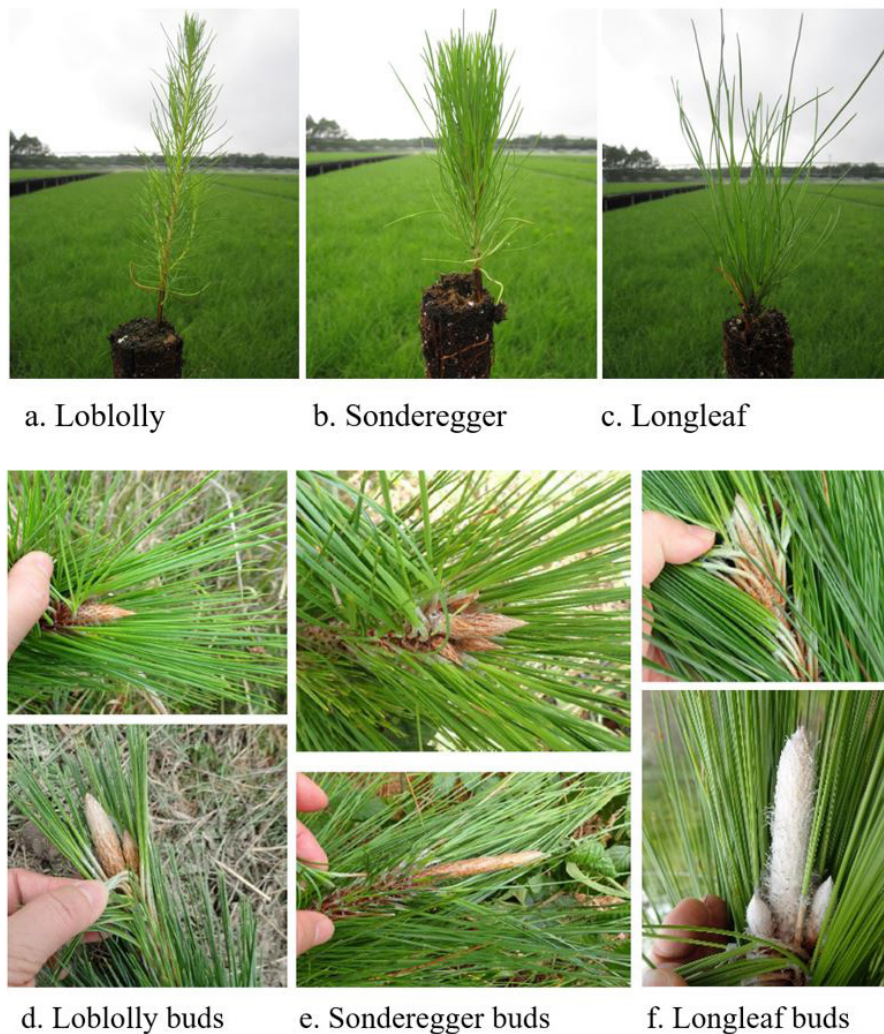 a. Loblolly
b. Sonderegger
c. Longleaf
d. Loblolly buds
e. Sonderegger buds
f. Longleaf buds